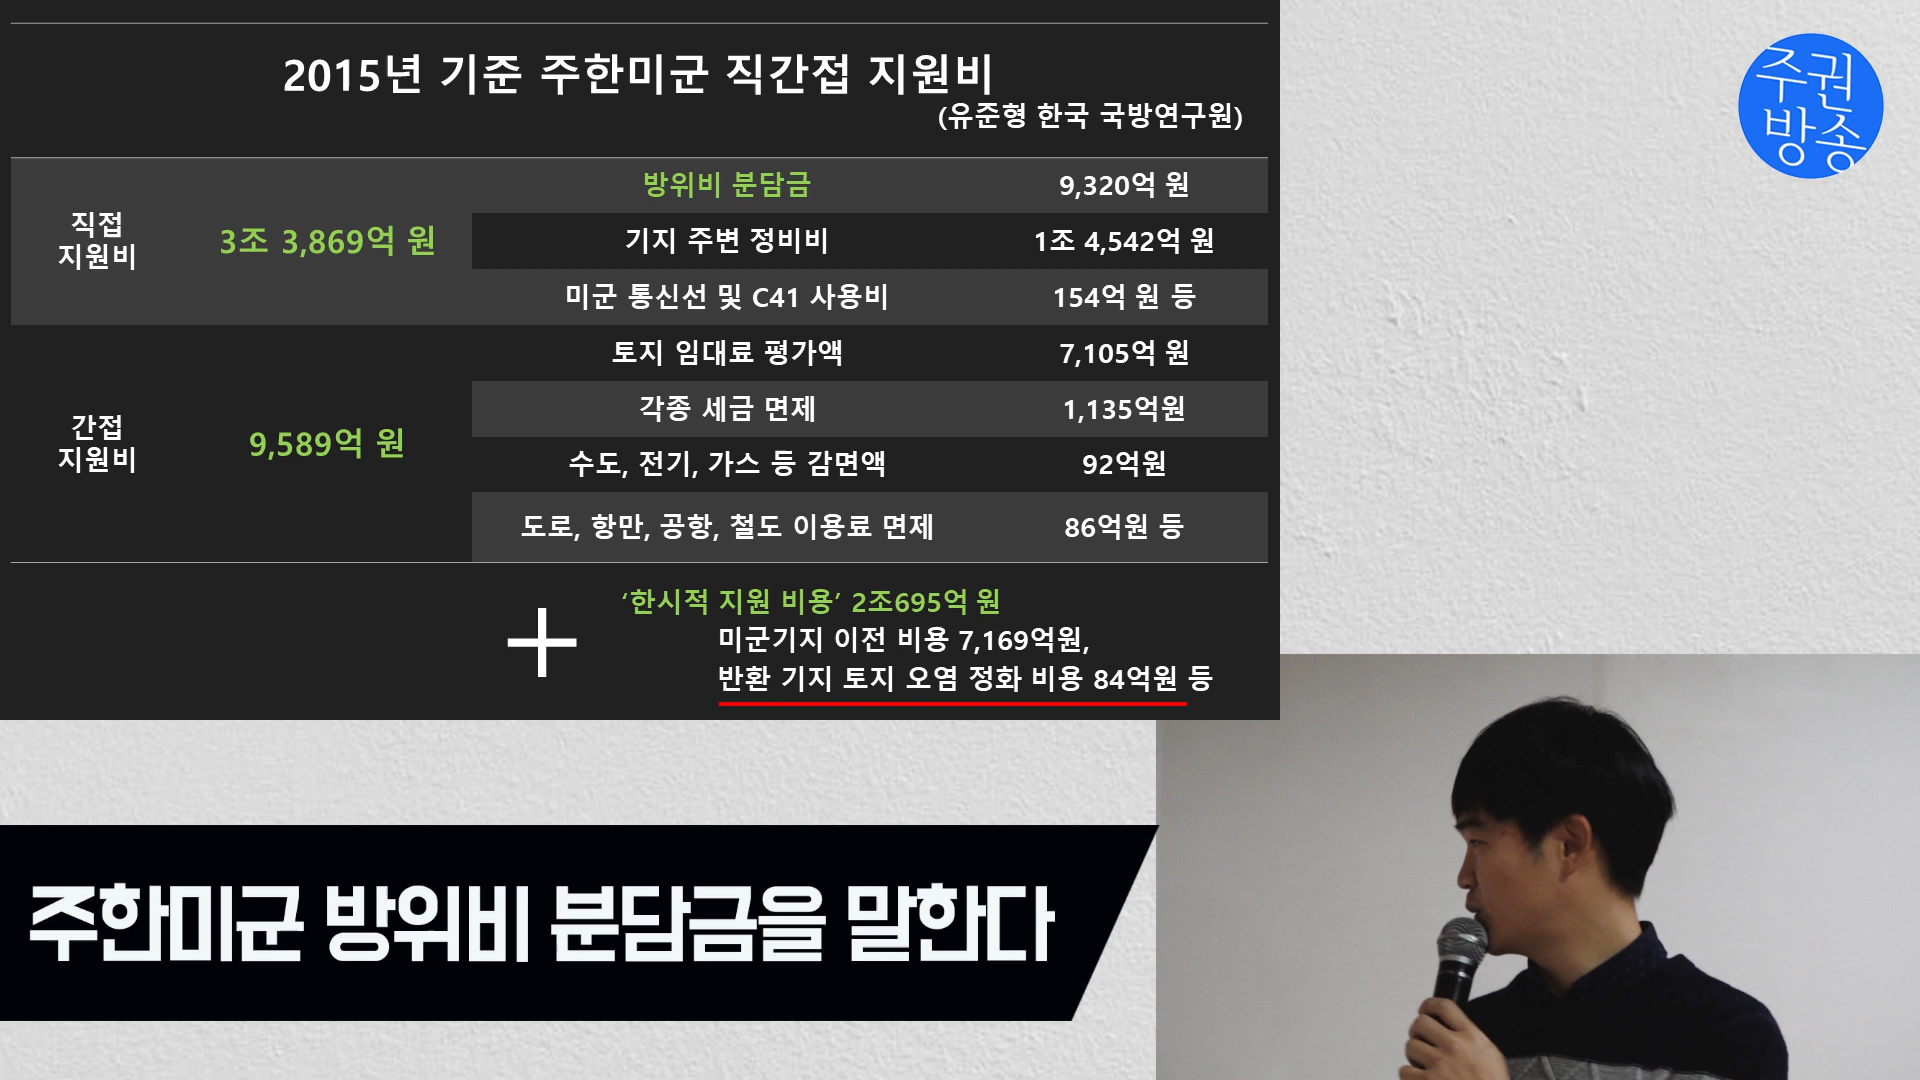 2015년 기준 주한미군 직간접 지원비
(유준형 한국 국방연구원)
직접
지원비
3조 3,869억 원
방위비 분담금 9,320억 원
기지 주변 정비비 1조 4,542억 원
미군 통신선 및 C41 사용비 154억 원 등
간접
지원비
9,589억 원
토지 임대료 평가액 7,105억 원
각종 세금 면제 1,135억원
수도, 전기, 가스 등 감면액 92억원
도로, 항만, 공항, 철도 이용료 면제 86억원 등
+
‘한시적 지원 비용’ 2조695억 원
미군기지 이전 비용 7,169억원,
반환 기지 토지 오염 정화 비용 84억원 등
주권
방송
주한미군 방위비 분담금을 말한다